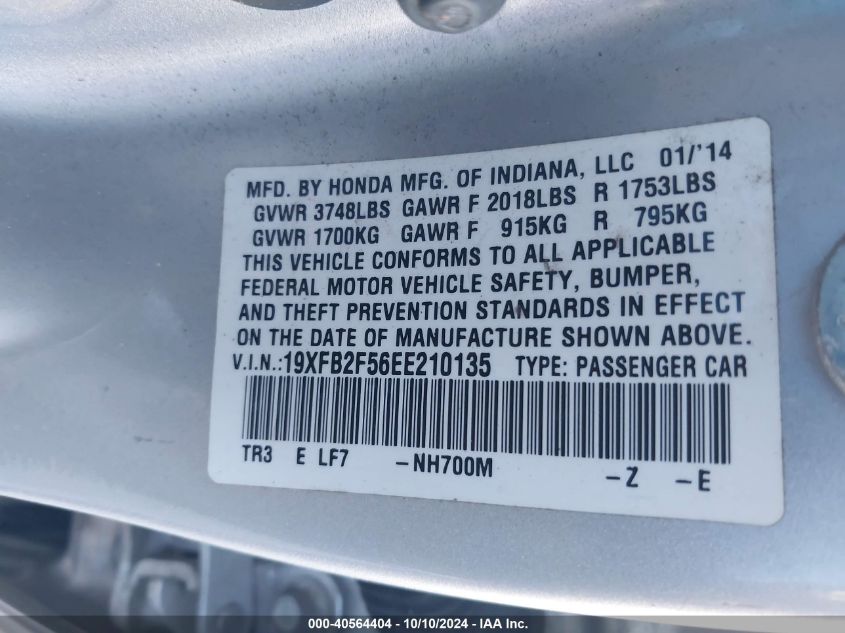 MFD. BY HONDA MFG. OF INDIANA, LLC 01/'14
GVWR 3748LBS GAWR F 2018LBS R 1753LBS
GVWR 1700KG GAWR F 915KG R 795KG
THIS VEHICLE CONFORMS TO ALL APPLICABLE
FEDERAL MOTOR VEHICLE SAFETY, BUMPER,
AND THEFT PREVENTION STANDARDS IN EFFECT
ON THE DATE OF MANUFACTURE SHOWN ABOVE.
V.I.N.:19XFB2F56EE210135 TYPE: PASSENGER CAR
TR3 E LF7 -NH700M -Z -E
000-40564404 - 10/10/2024 - IAAI, Inc.